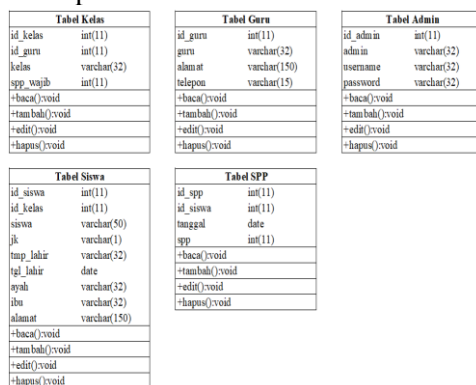 Tabel Kelas
id_kelas int(11)
id_guru int(11)
kelas varchar(32)
spp_wajib int(11)
+baca():void
+tambah():void
+edit():void
+hapus():void
Tabel Guru
id_guru int(11)
guru varchar(32)
alamat varchar(150)
telepon varchar(15)
+baca():void
+tambah():void
+edit():void
+hapus():void
Tabel Admin
id_admin int(11)
admin varchar(32)
username varchar(32)
password varchar(32)
+baca():void
+tambah():void
+edit():void
+hapus():void
Tabel Siswa
id_siswa int(11)
id_kelas int(11)
siswa varchar(50)
jk varchar(1)
tmp_lahir varchar(32)
tgl_lahir date
ayah varchar(32)
ibu varchar(32)
alamat varchar(150)
+baca():void
+tambah():void
+edit():void
+hapus():void
Tabel SPP
id_spp int(11)
id_siswa int(11)
tanggal date
spp int(11)
+baca():void
+tambah():void
+edit():void
+hapus():void